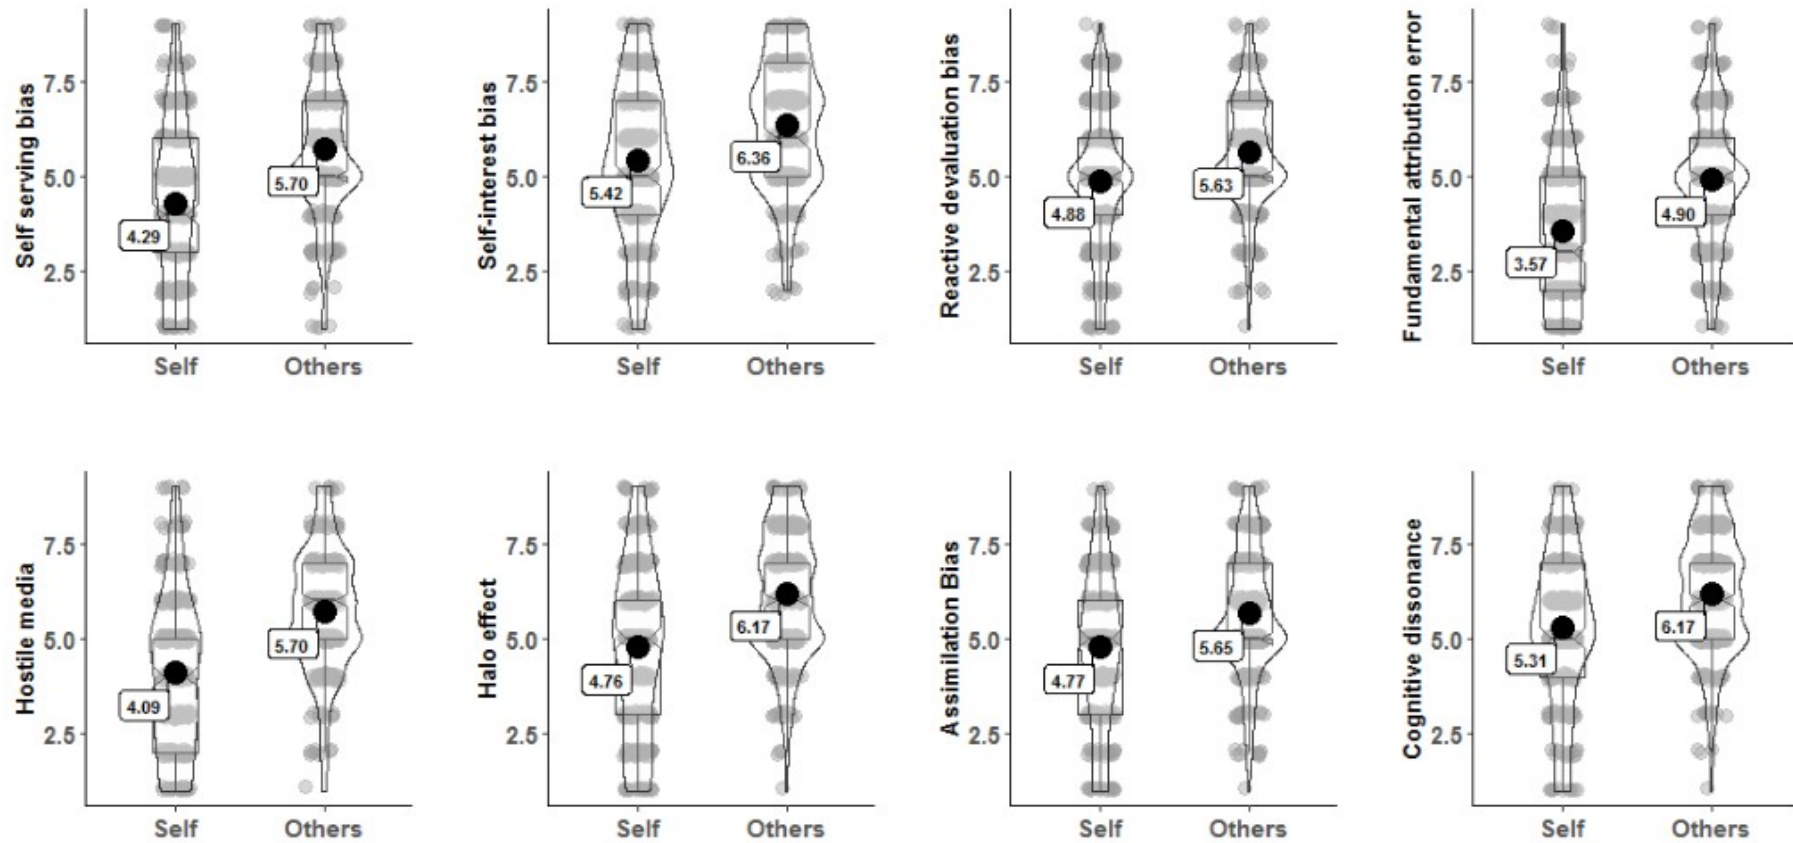 Self serving bias
7.5
5.0
2.5
4.29
5.70
Self
Others
Self-interest bias
7.5
5.0
2.5
5.42
6.36
Self
Others
Reactive devaluation bias
7.5
5.0
2.5
4.88
5.63
Self
Others
Fundamental attribution error
7.5
5.0
2.5
3.57
4.90
Self
Others
Hostile media
7.5
5.0
2.5
4.09
5.70
Self
Others
Halo effect
7.5
5.0
2.5
4.76
6.17
Self
Others
Assimilation Bias
7.5
5.0
2.5
4.77
5.65
Self
Others
Cognitive dissonance
7.5
5.0
2.5
5.31
6.17
Self
Others